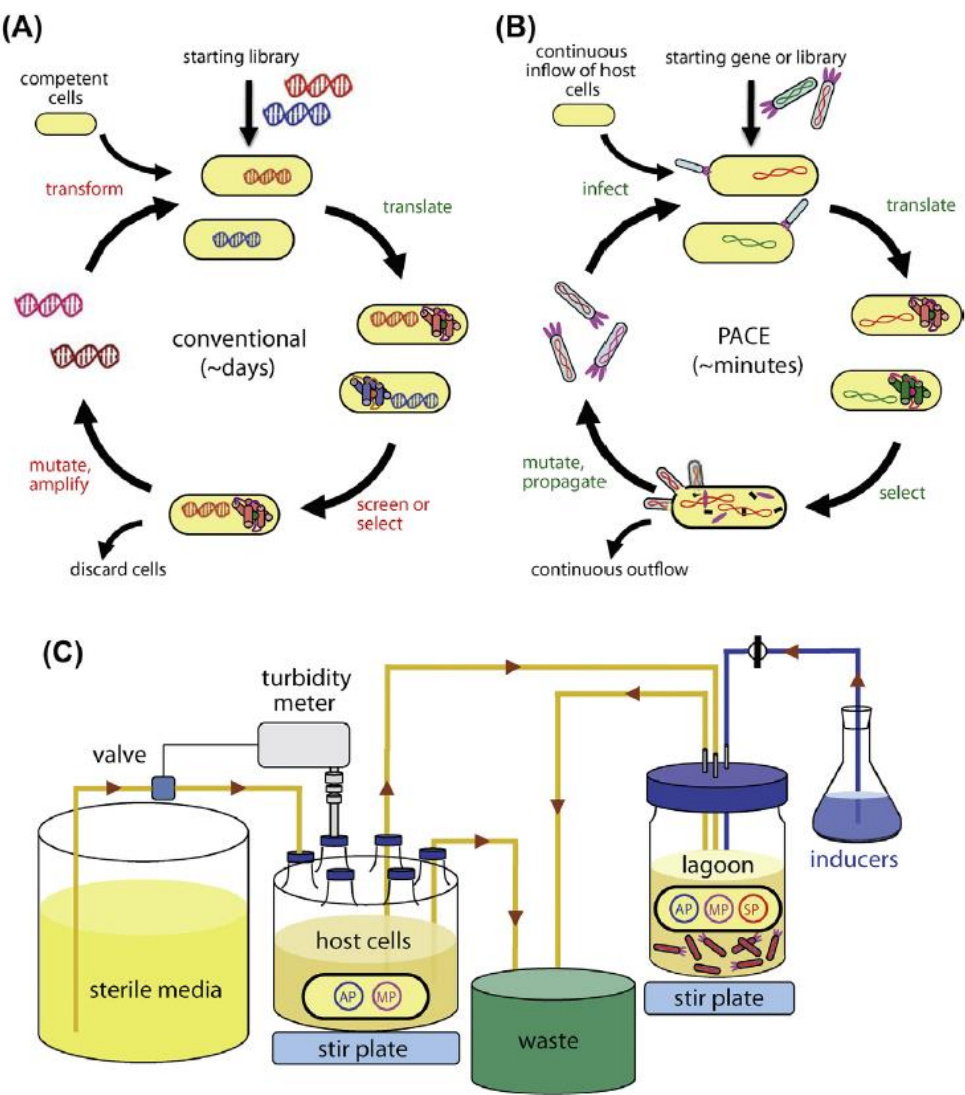 (A)
starting library
competent
cells
transform
translate
conventional
(~days)
mutate,
amplify
screen or
select
discard cells
(B)
continuous
inflow of host
cells
starting gene or library
infect
translate
PACE
(~minutes)
mutate,
propagate
select
continuous outflow
(C)
turbidity
meter
valve
sterile media
host cells
AP MP
stir plate
waste
lagoon
AP MP SP
stir plate
inducers